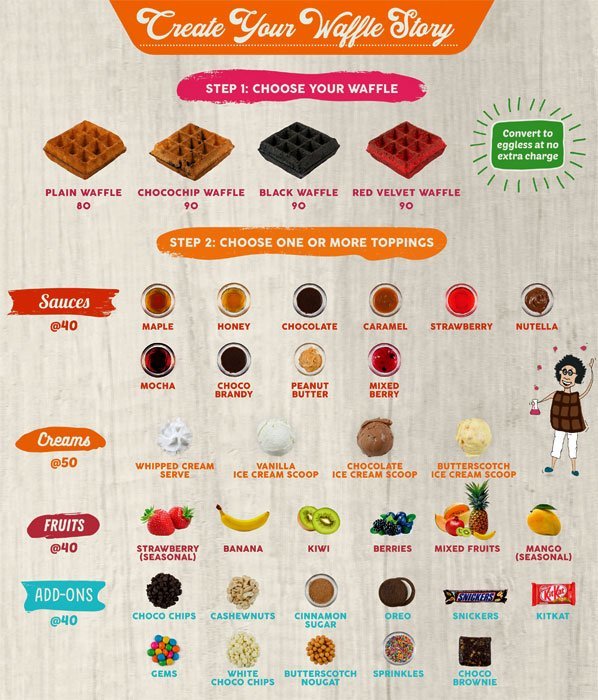 Create Your Waffle Story
STEP 1: CHOOSE YOUR WAFFLE
Convert to
eggless at no
extra charge
PLAIN WAFFLE
80
CHOCOCHIP WAFFLE
90
BLACK WAFFLE
90
RED VELVET WAFFLE
90
STEP 2: CHOOSE ONE OR MORE TOPPINGS
Sauces
@40
MAPLE
HONEY
CHOCOLATE
CARAMEL
STRAWBERRY
NUTELLA
MOCHA
CHOCO
BRANDY
PEANUT
BUTTER
MIXED
BERRY
Creams
@50
WHIPPED CREAM
SERVE
VANILLA
ICE CREAM SCOOP
CHOCOLATE
ICE CREAM SCOOP
BUTTERSCOTCH
ICE CREAM SCOOP
FRUITS
@40
STRAWBERRY
(SEASONAL)
BANANA
KIWI
BERRIES
MIXED FRUITS
MANGO
(SEASONAL)
ADD-ONS
@40
CHOCO CHIPS
CASHEWNUTS
CINNAMON
SUGAR
OREO
SNICKERS
SNICKERS
KitKat
KITKAT
GEMS
WHITE
CHOCO CHIPS
BUTTERSCOTCH
NOUGAT
SPRINKLES
CHOCO
BROWNIE